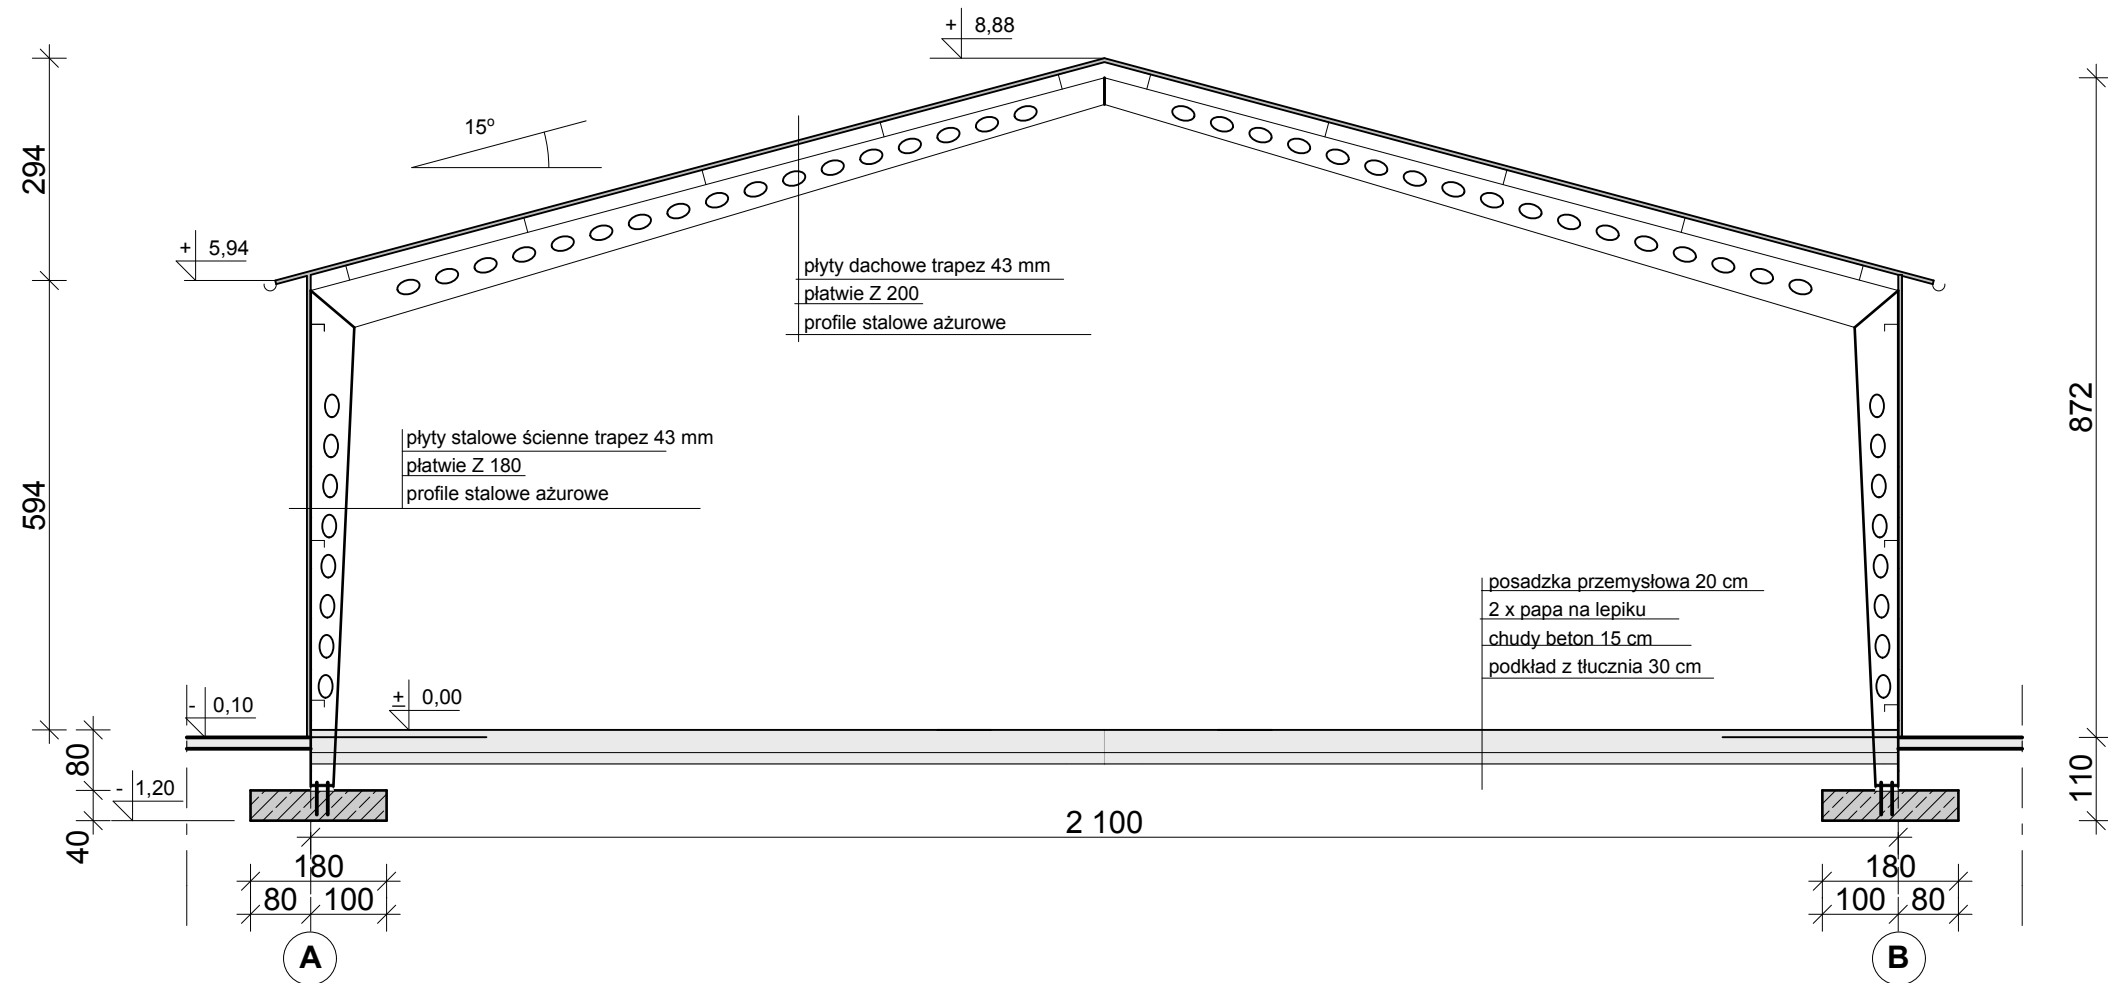 + 8,88
15°
+ 5,94
294
594
872
płyty dachowe trapez 43 mm
płatwie Z 200
profile stalowe ażurowe
płyty stalowe ścienne trapez 43 mm
płatwie Z 180
profile stalowe ażurowe
posadzka przemysłowa 20 cm
2 x papa na lepiku
chudy beton 15 cm
podkład z tłucznia 30 cm
- 0,10
± 0,00
80
- 1,20
40
110
2 100
180
80 100
180
100 80
A
B